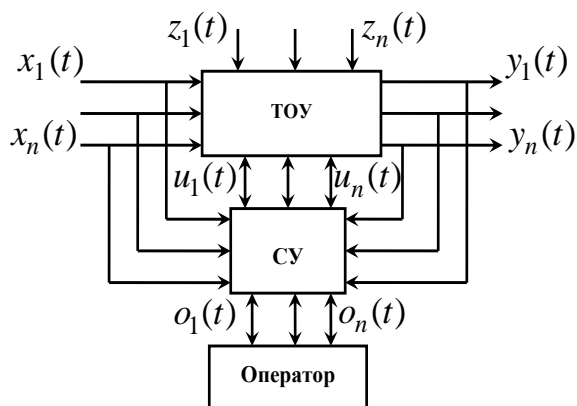 z₁(t) zₙ(t)
x₁(t) y₁(t)
ТОУ
xₙ(t) yₙ(t)
u₁(t) uₙ(t)
СУ
o₁(t) oₙ(t)
Оператор